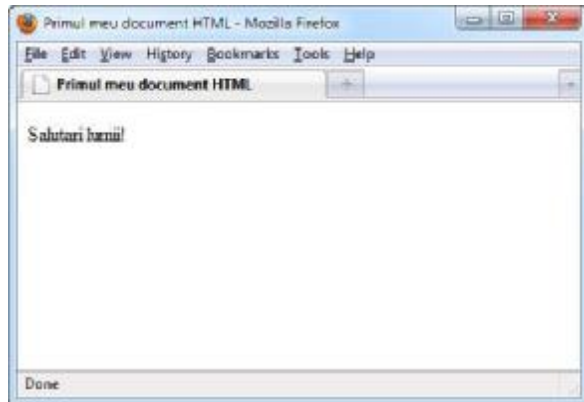 Primul meu document HTML - Mozilla Firefox
File Edit View History Bookmarks Tools Help
Primul meu document HTML
Salutari lumii!
Done